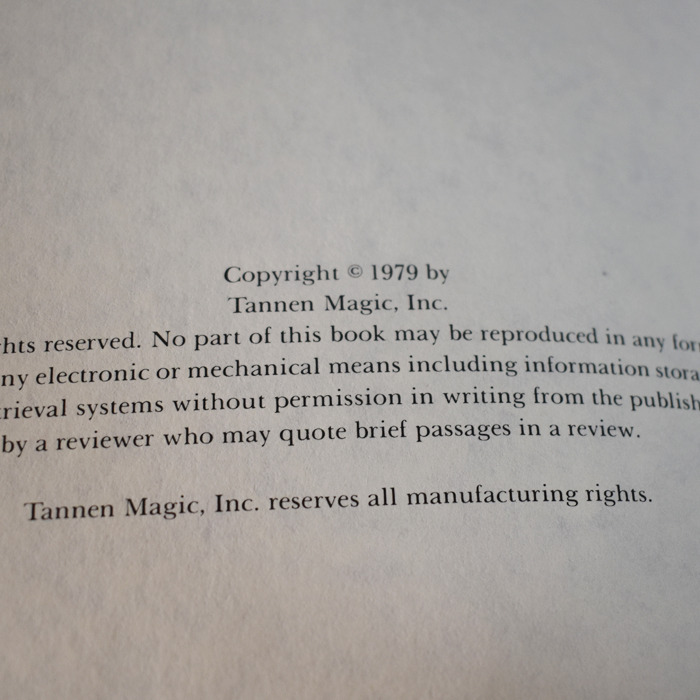 Copyright © 1979 by
Tannen Magic, Inc.
hts reserved. No part of this book may be reproduced in any for
ny electronic or mechanical means including information stora
rieval systems without permission in writing from the publish
by a reviewer who may quote brief passages in a review.
Tannen Magic, Inc. reserves all manufacturing rights.